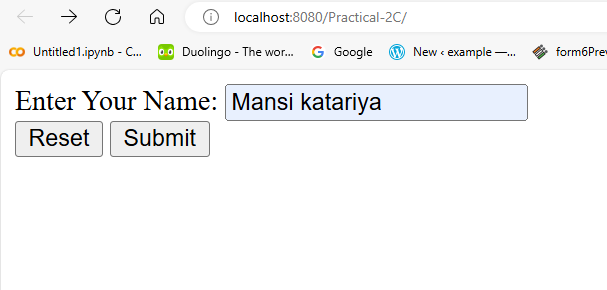 localhost:8080/Practical-2C/
Untitled1.ipynb - C... Duolingo - The wor... Google New ‹ example —... form6Prev
Enter Your Name: Mansi katariya
Reset Submit